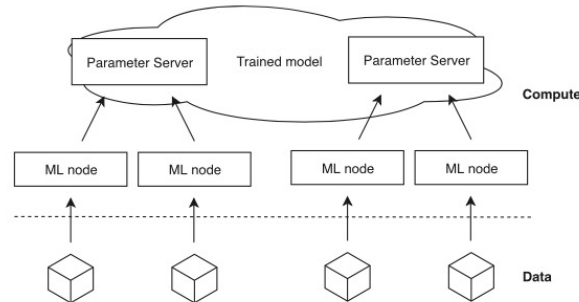 Parameter Server
Trained model
Parameter Server
Compute
ML node
ML node
ML node
ML node
Data